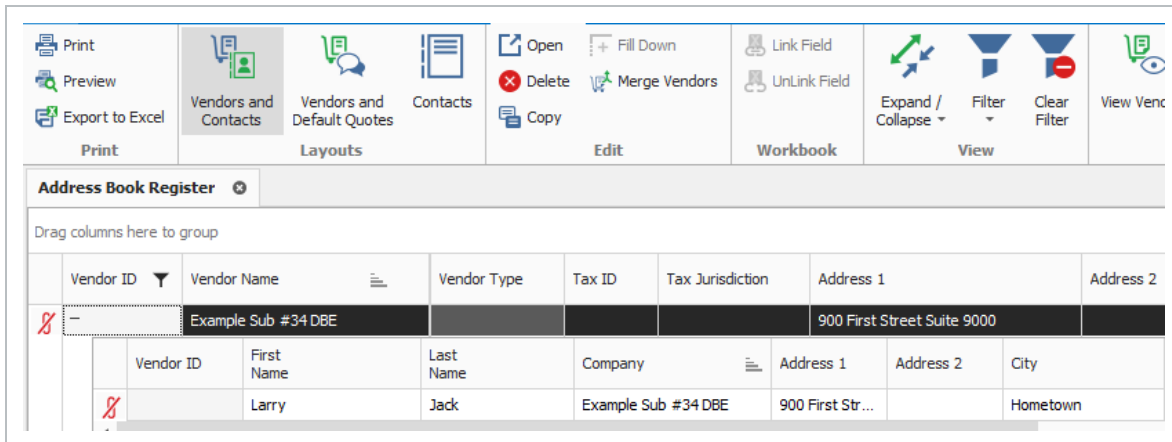 Print
Preview
Export to Excel
Print
Vendors and
Contacts
Vendors and
Default Quotes
Contacts
Layouts
Open
Delete
Copy
Fill Down
Merge Vendors
Edit
Link Field
UnLink Field
Workbook
Expand /
Collapse
Filter
Clear
Filter
View
View Vend
Address Book Register
Drag columns here to group
Vendor ID Vendor Name Vendor Type Tax ID Tax Jurisdiction Address 1 Address 2
Example Sub #34 DBE 900 First Street Suite 9000
Vendor ID First Name Last Name Company Address 1 Address 2 City
Larry Jack Example Sub #34 DBE 900 First Str... Hometown